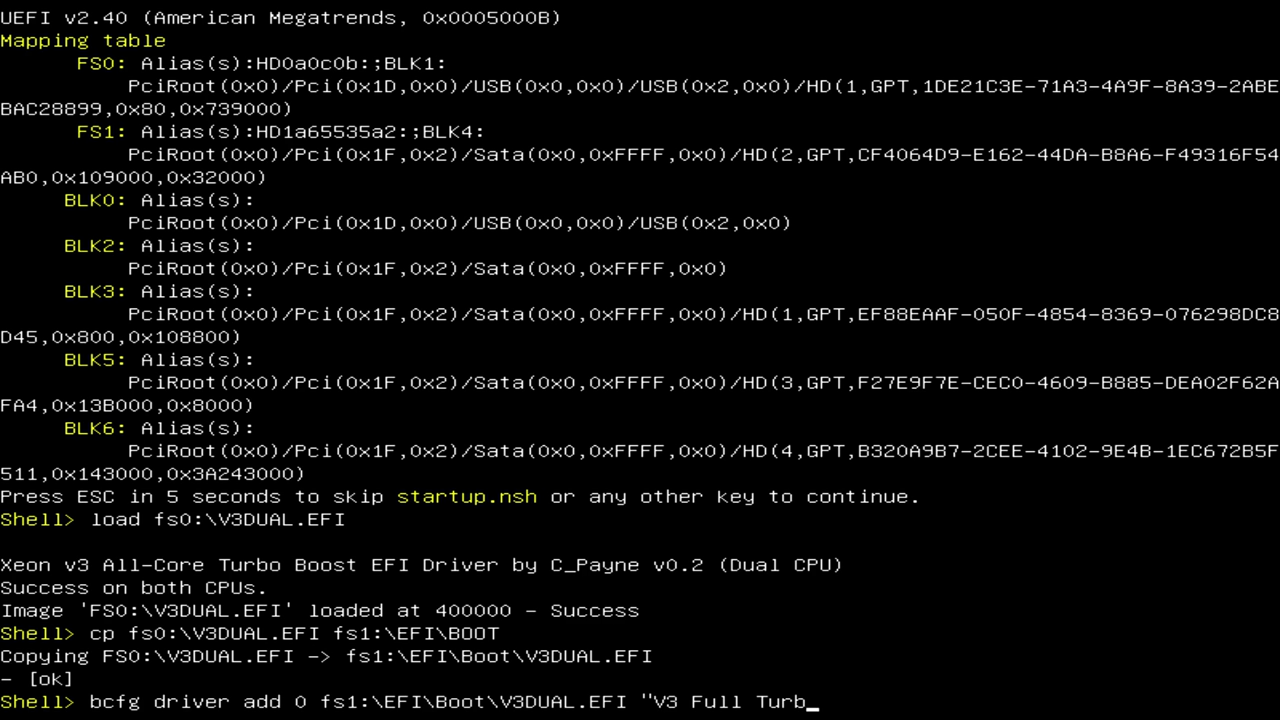 UEFI v2.40 (American Megatrends, 0x0005000B)
Mapping table
FS0: Alias(s):HD0a0c0b:;BLK1:
PciRoot(0x0)/Pci(0x1D,0x0)/USB(0x0,0x0)/USB(0x2,0x0)/HD(1,GPT,1DE21C3E-71A3-4A9F-8A39-2ABE
BAC28899,0x80,0x739000)
FS1: Alias(s):HD1a65535a2:;BLK4:
PciRoot(0x0)/Pci(0x1F,0x2)/Sata(0x0,0xFFFF,0x0)/HD(2,GPT,CF4064D9-E162-44DA-B8A6-F49316F54
AB0,0x109000,0x32000)
BLK0: Alias(s):
PciRoot(0x0)/Pci(0x1D,0x0)/USB(0x0,0x0)/USB(0x2,0x0)
BLK2: Alias(s):
PciRoot(0x0)/Pci(0x1F,0x2)/Sata(0x0,0xFFFF,0x0)
BLK3: Alias(s):
PciRoot(0x0)/Pci(0x1F,0x2)/Sata(0x0,0xFFFF,0x0)/HD(1,GPT,EF88EAAF-050F-4854-8369-076298DC8
D45,0x800,0x108800)
BLK5: Alias(s):
PciRoot(0x0)/Pci(0x1F,0x2)/Sata(0x0,0xFFFF,0x0)/HD(3,GPT,F27E9F7E-CEC0-4609-B885-DEA02F62A
FA4,0x13B000,0x8000)
BLK6: Alias(s):
PciRoot(0x0)/Pci(0x1F,0x2)/Sata(0x0,0xFFFF,0x0)/HD(4,GPT,B320A9B7-2CEE-4102-9E4B-1EC672B5F
511,0x143000,0x3A243000)
Press ESC in 5 seconds to skip startup.nsh or any other key to continue.
Shell> load fs0:\V3DUAL.EFI
Xeon v3 All-Core Turbo Boost EFI Driver by C_Payne v0.2 (Dual CPU)
Success on both CPUs.
Image 'FS0:\V3DUAL.EFI' loaded at 400000 - Success
Shell> cp fs0:\V3DUAL.EFI fs1:\EFI\BOOT
Copying FS0:\V3DUAL.EFI -> fs1:\EFI\Boot\V3DUAL.EFI
- [ok]
Shell> bcfg driver add 0 fs1:\EFI\Boot\V3DUAL.EFI "V3 Full Turb_